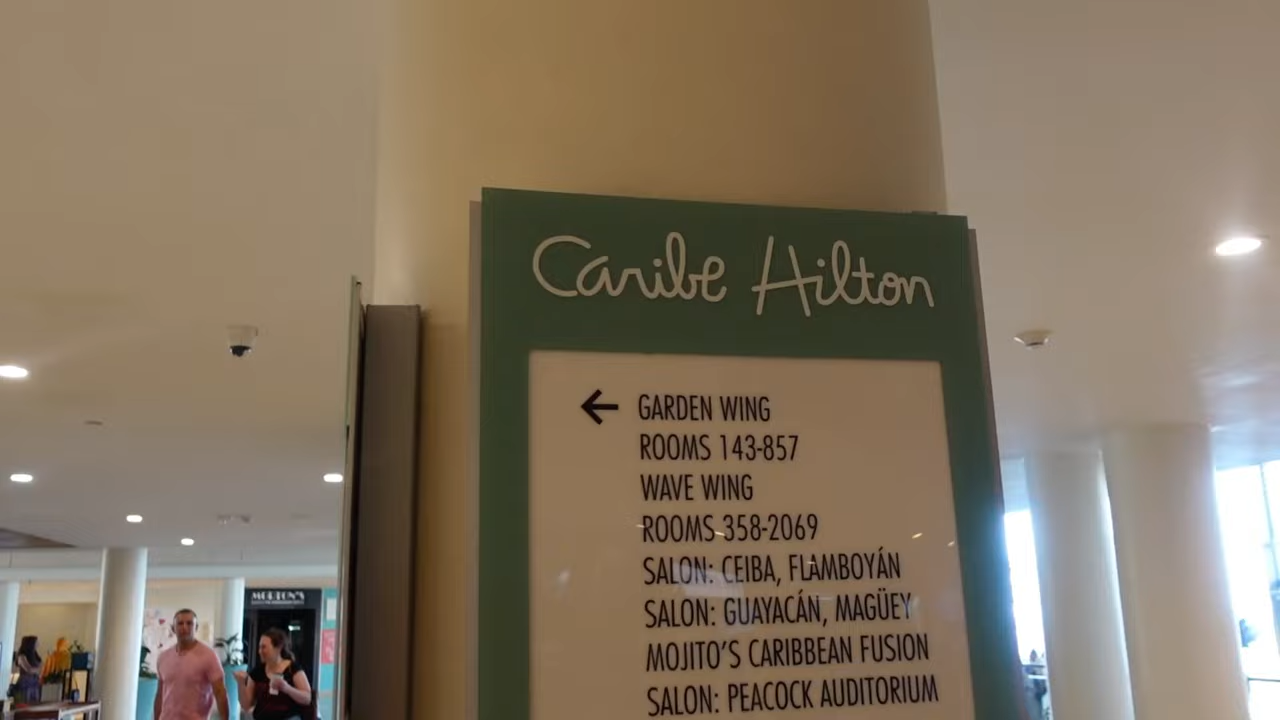 Caribe Hilton
← GARDEN WING
ROOMS 143-857
WAVE WING
ROOMS 358-2069
SALON: CEIBA, FLAMBOYÁN
SALON: GUAYACÁN, MAGÜEY
MOJITO'S CARIBBEAN FUSION
SALON: PEACOCK AUDITORIUM
MORTON'S